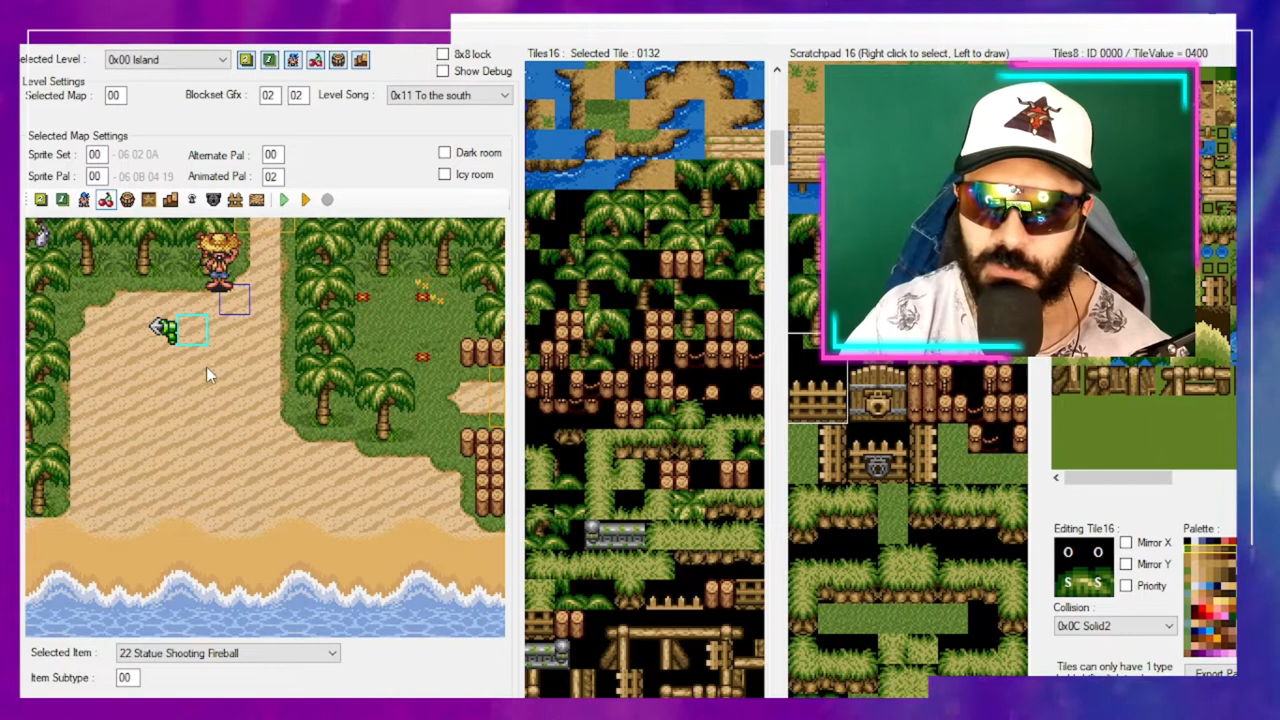 elected Level : 0x00 Island
8x8 lock
Show Debug
Level Settings
Selected Map : 00 Blockset Gfx : 02 02 Level Song : 0x11 To the south
Selected Map Settings
Sprite Set : 00 - 06 02 0A Alternate Pal : 00 Dark room
Sprite Pal : 00 - 06 0B 04 19 Animated Pal : 02 Icy room
Selected Item : 22 Statue Shooting Fireball
Item Subtype : 00
Tiles16 : Selected Tile : 0132
Scratchpad 16 (Right click to select, Left to draw)
Tiles8 : ID 0000 / TileValue = 0400
Editing Tile16 : Palette :
Mirror X
Mirror Y
Priority
Collision :
0x0C Solid2
Tiles can only have 1 type
Export Pa